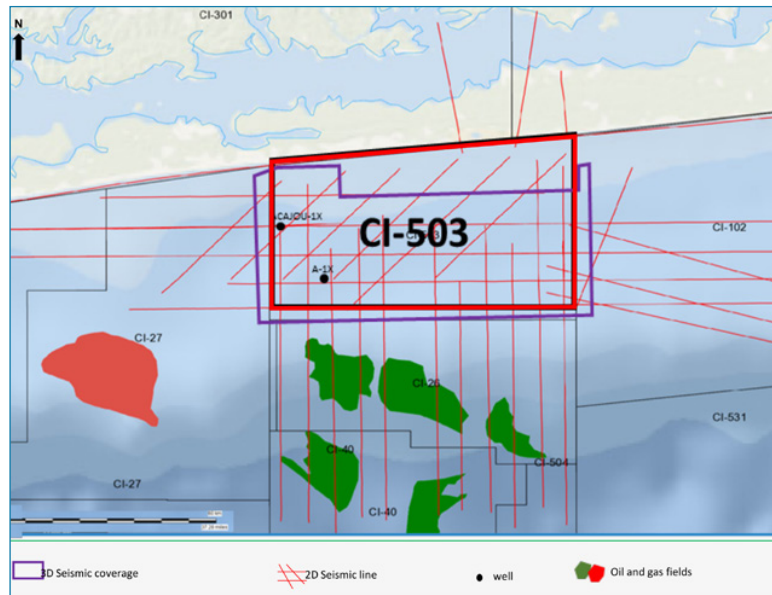 CI-301
N
ACAJOU-1X
CI-503
CI-102
A-1X
CI-27
CI-26
CI-531
CI-40
CI-504
CI-27
CI-40
3D Seismic coverage
2D Seismic line
well
Oil and gas fields